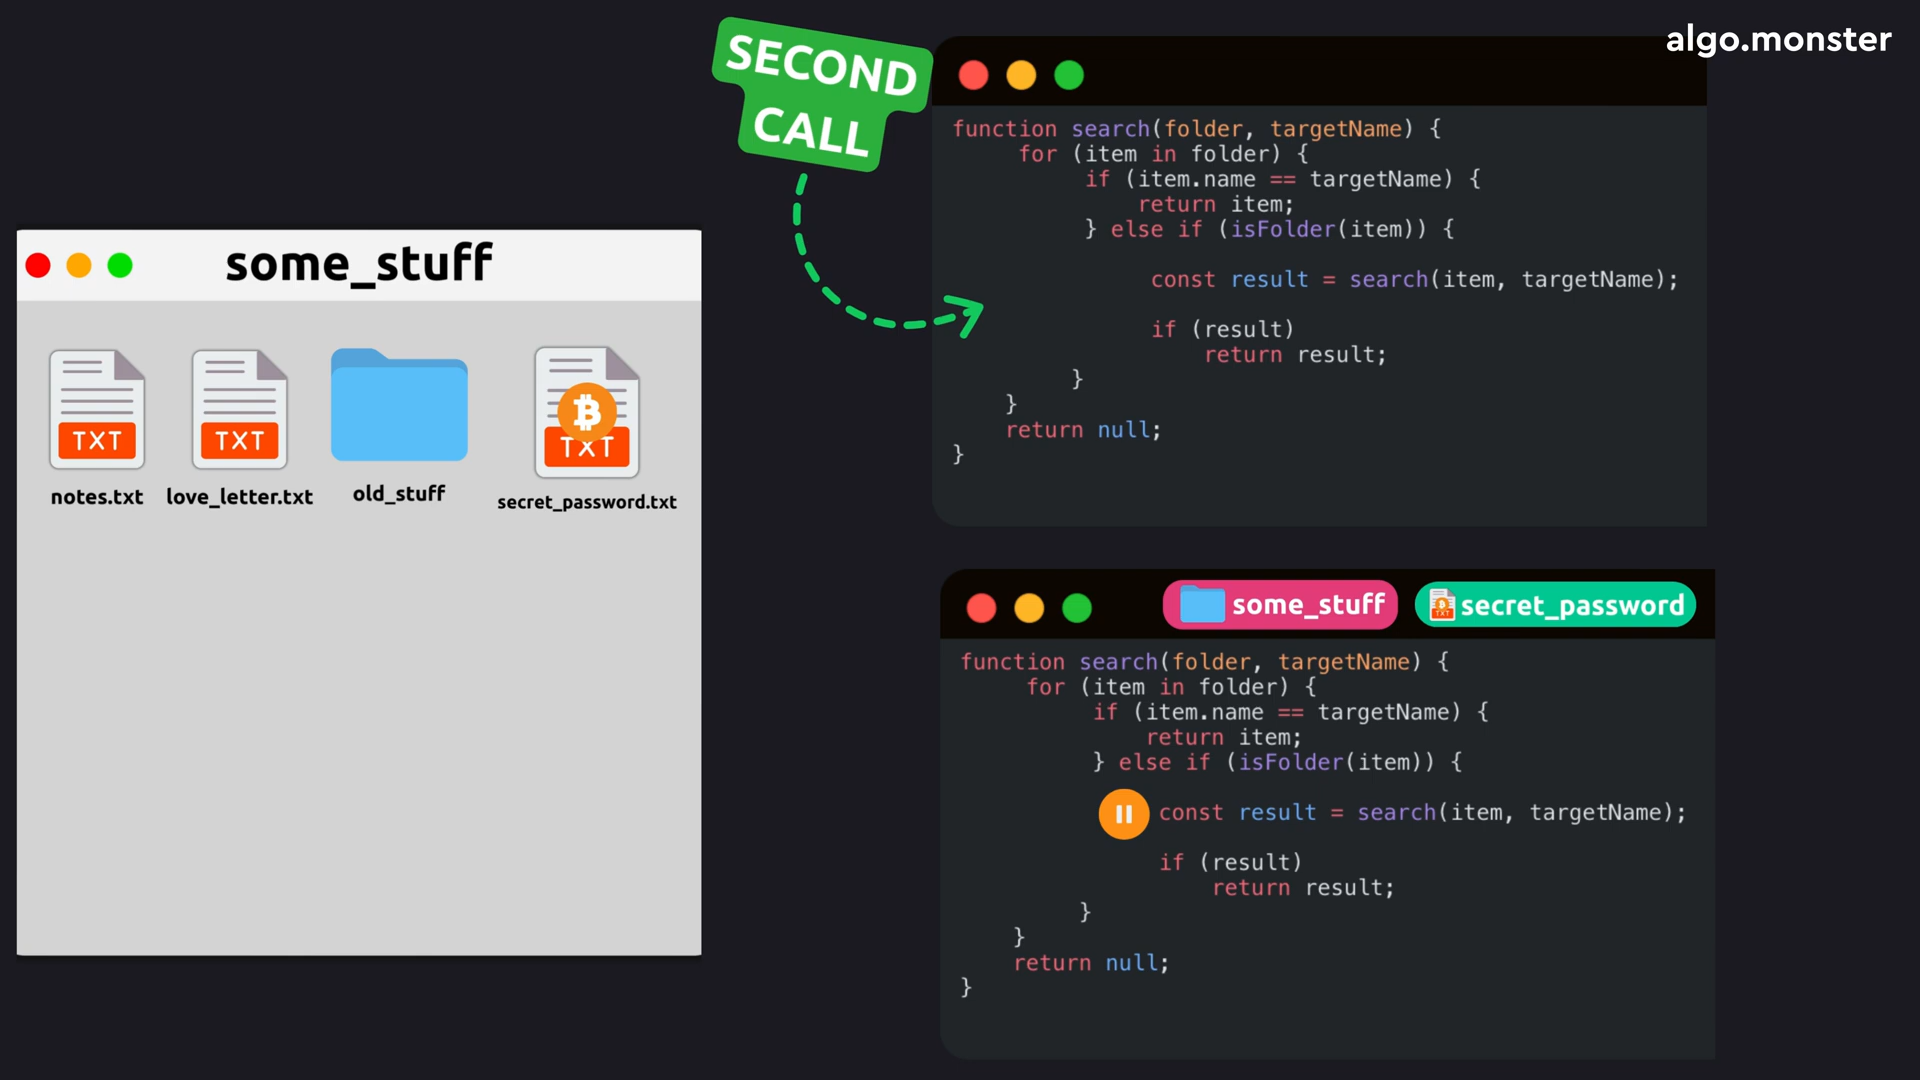 algo.monster
SECOND
CALL
function search(folder, targetName) {
for (item in folder) {
if (item.name == targetName) {
return item;
} else if (isFolder(item)) {
const result = search(item, targetName);
if (result)
return result;
}
}
return null;
}
some_stuff
TXT
TXT
TXT
notes.txt
love_letter.txt
old_stuff
secret_password.txt
some_stuff
secret_password
function search(folder, targetName) {
for (item in folder) {
if (item.name == targetName) {
return item;
} else if (isFolder(item)) {
const result = search(item, targetName);
if (result)
return result;
}
}
return null;
}